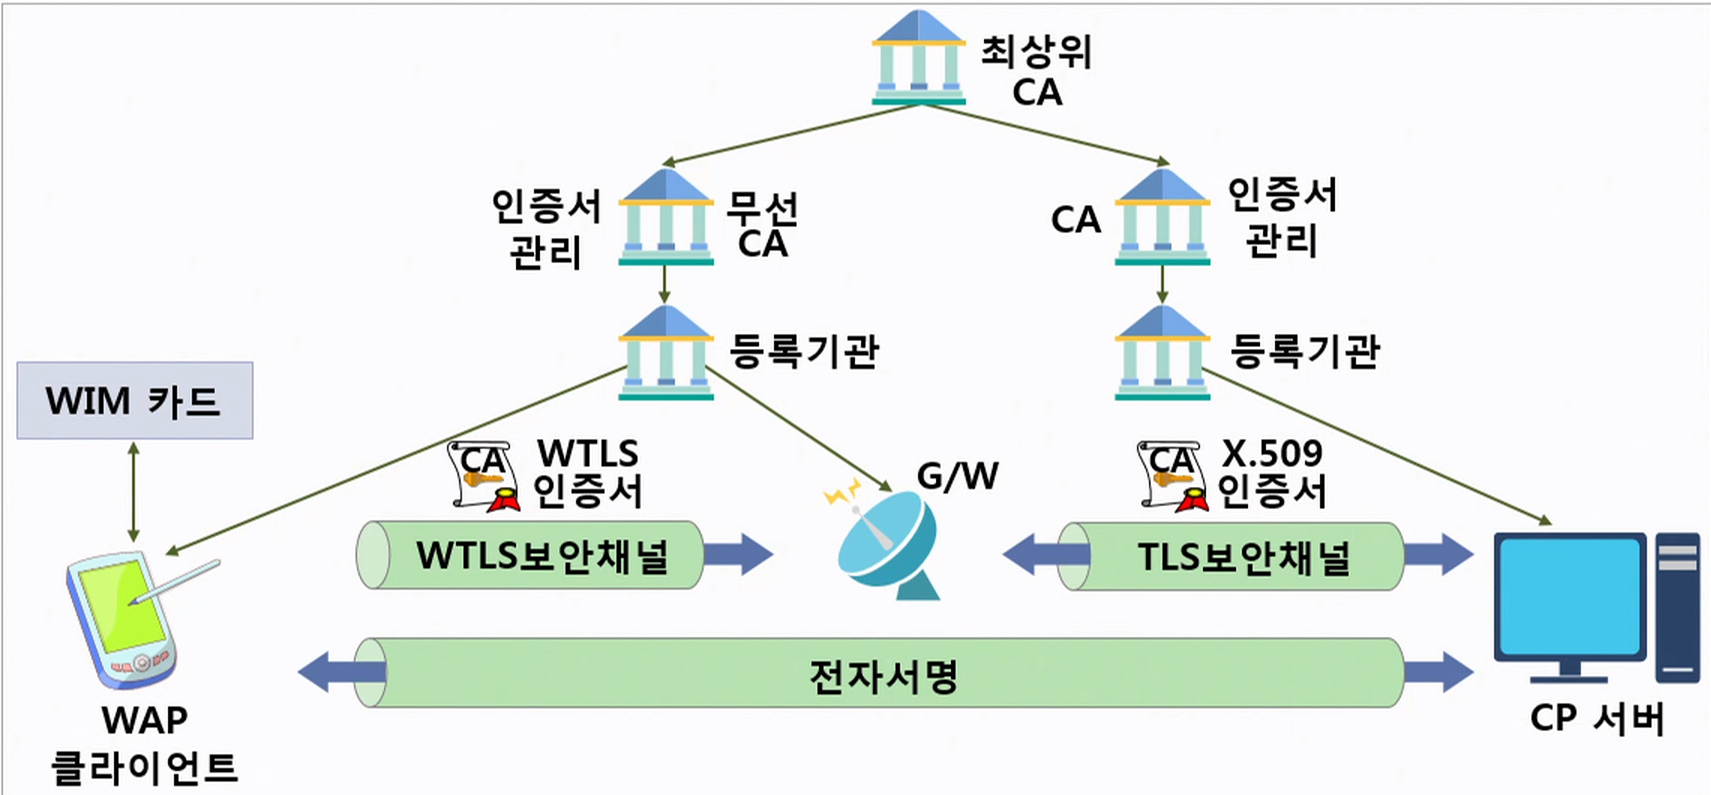 최상위
CA
인증서
관리
무선
CA
CA
인증서
관리
등록기관
등록기관
WIM 카드
CA
WTLS
인증서
G/W
CA
X.509
인증서
WTLS보안채널
TLS보안채널
전자서명
WAP
클라이언트
CP 서버